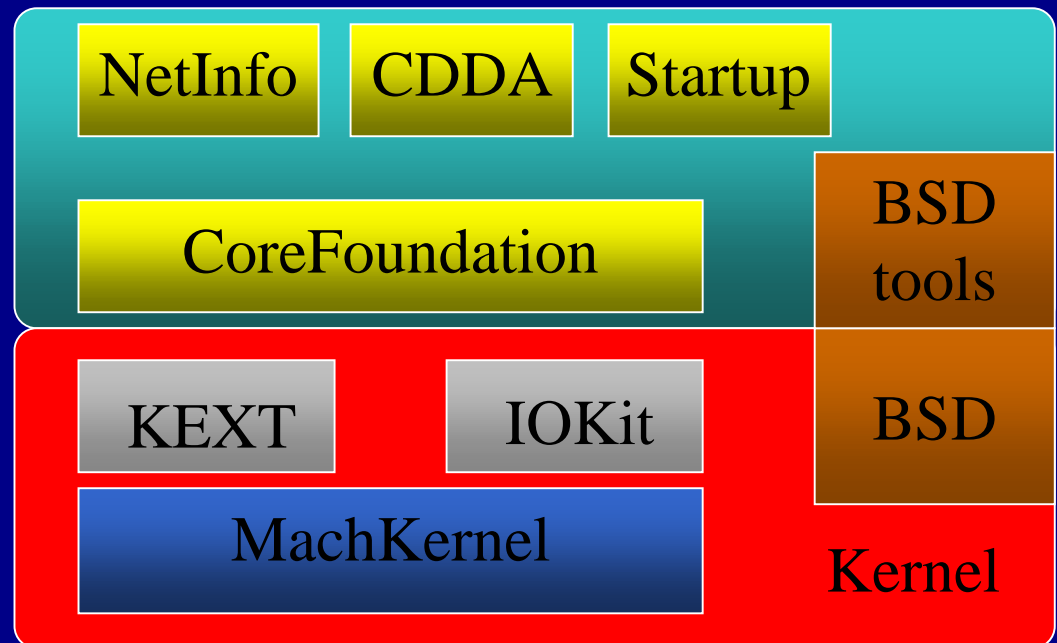 NetInfo
CDDA
Startup
BSD
tools
CoreFoundation
KEXT
IOKit
BSD
MachKernel
Kernel